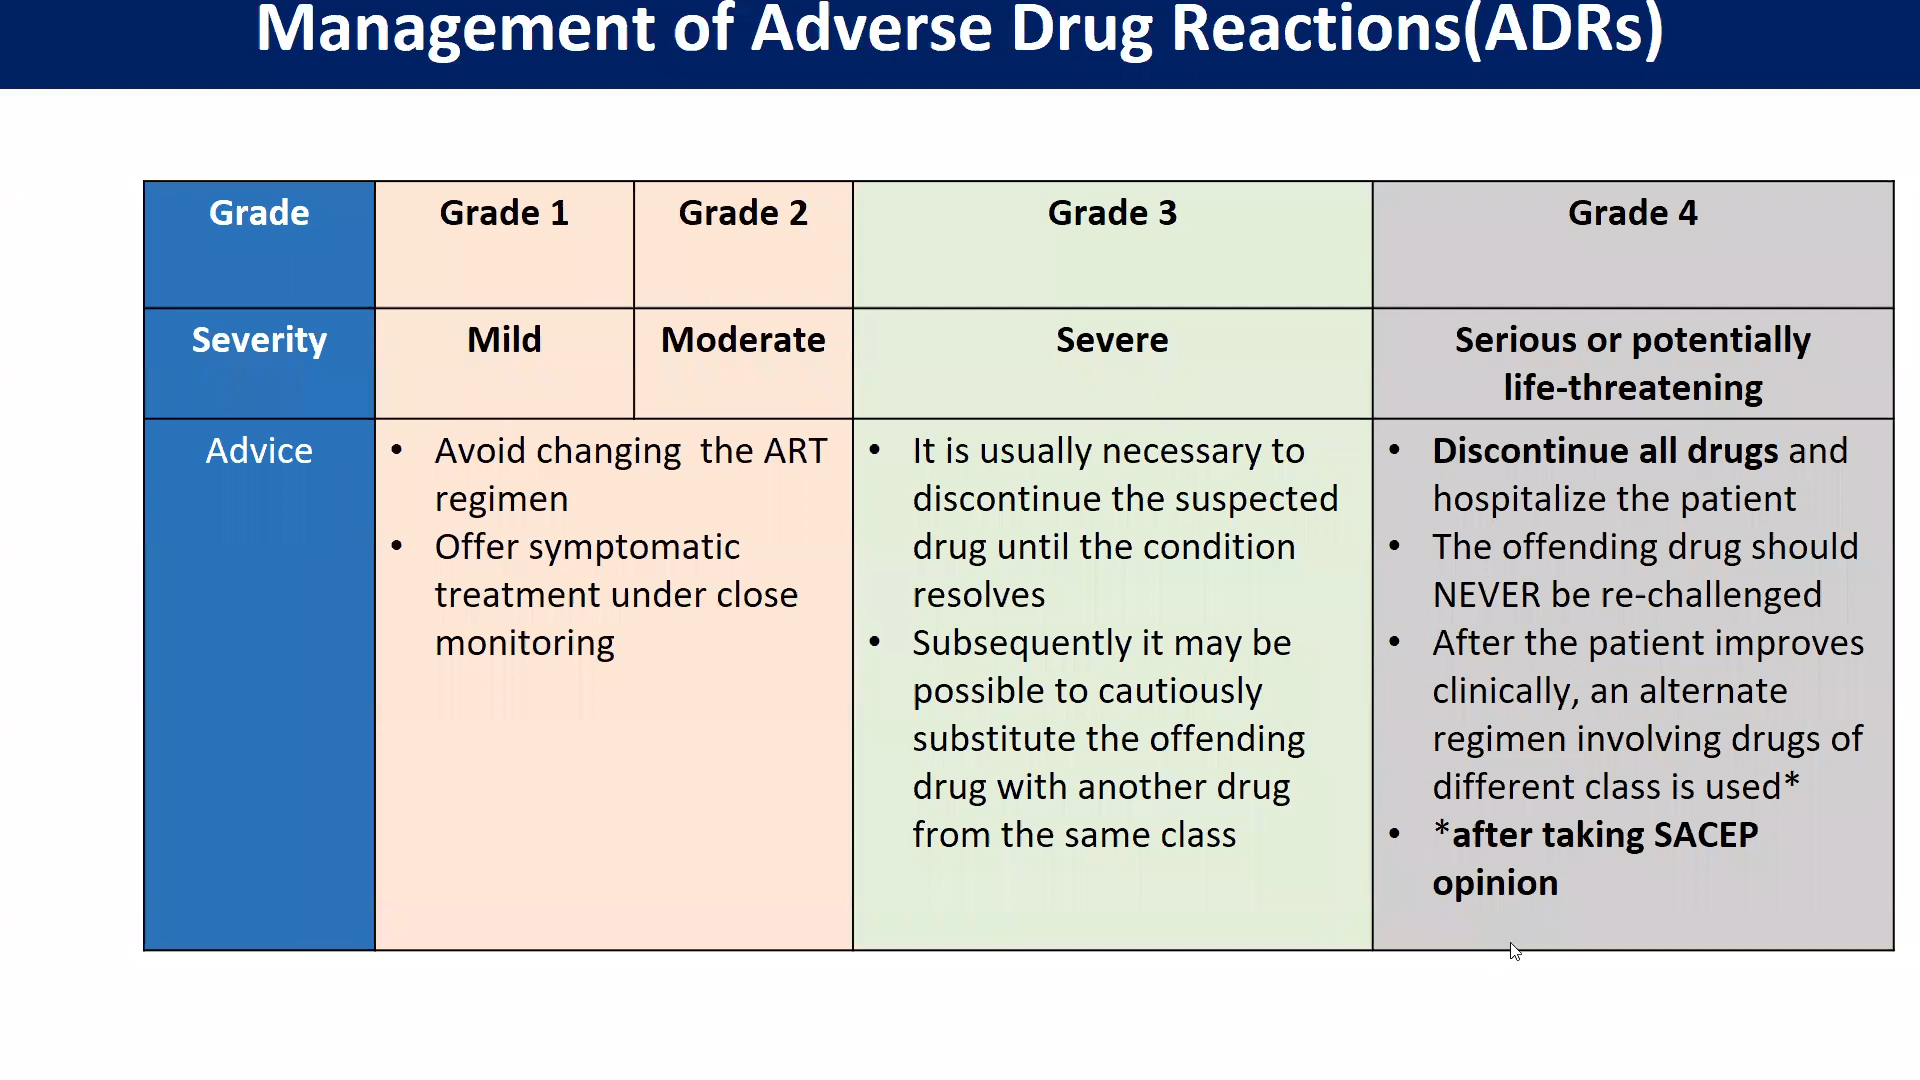 Management of Adverse Drug Reactions(ADRs)
Grade
Grade 1
Grade 2
Grade 3
Grade 4
Severity
Mild
Moderate
Severe
Serious or potentially
life-threatening
Advice
• Avoid changing the ART
regimen
• Offer symptomatic
treatment under close
monitoring
• It is usually necessary to
discontinue the suspected
drug until the condition
resolves
• Subsequently it may be
possible to cautiously
substitute the offending
drug with another drug
from the same class
• Discontinue all drugs and
hospitalize the patient
• The offending drug should
NEVER be re-challenged
• After the patient improves
clinically, an alternate
regimen involving drugs of
different class is used*
• *after taking SACEP
opinion